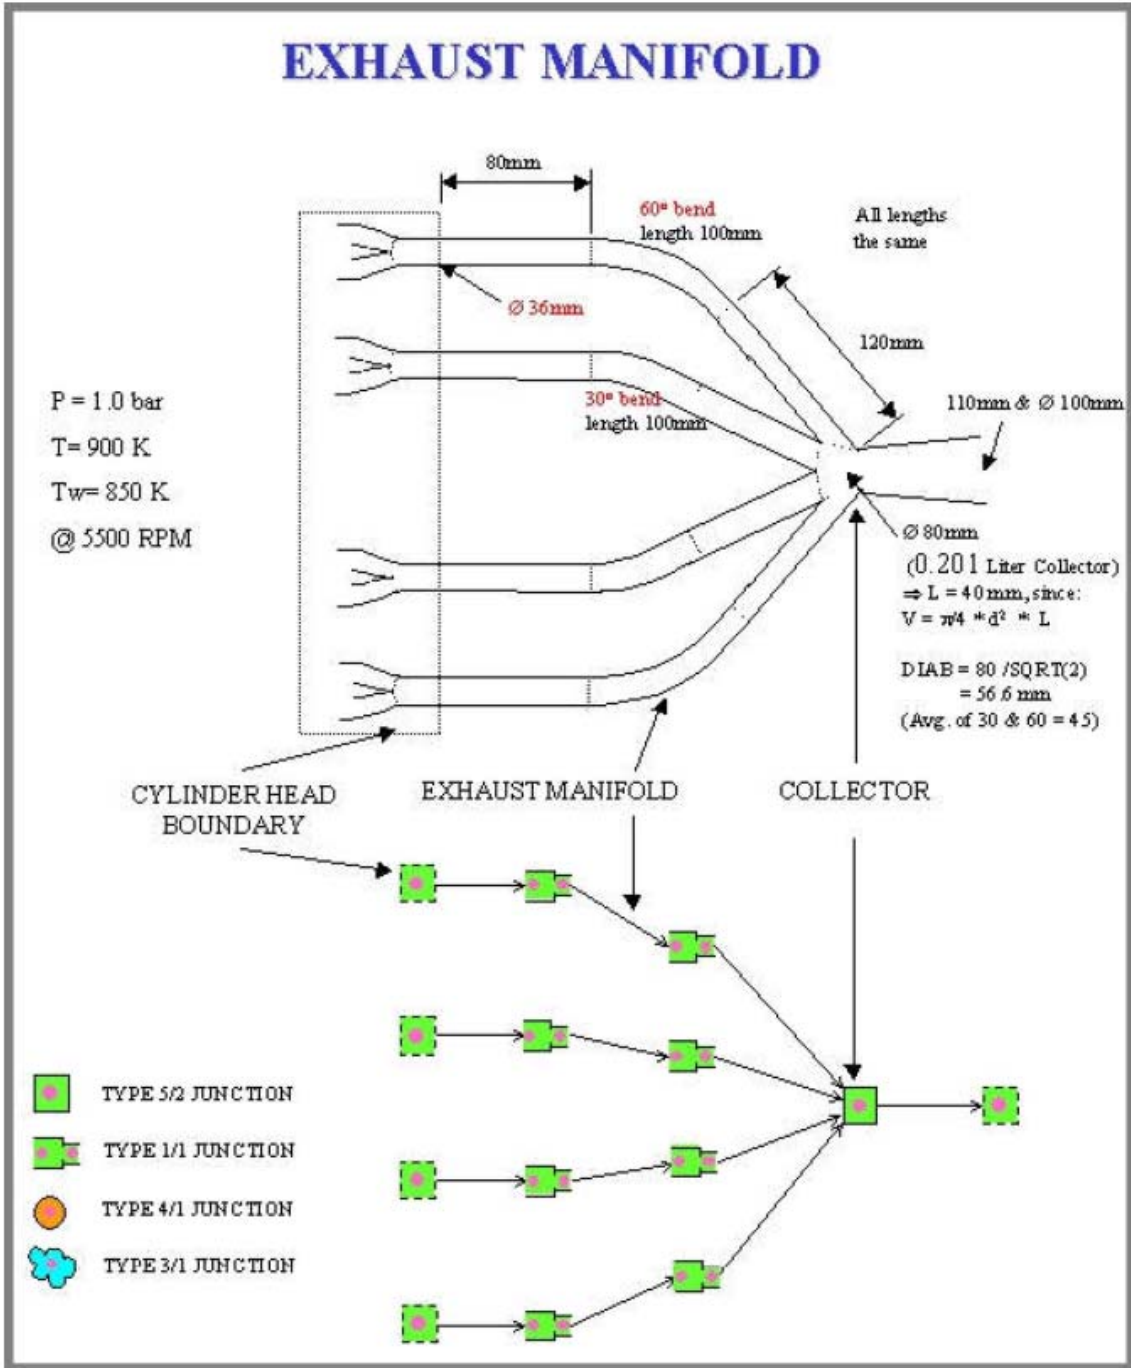 EXHAUST MANIFOLD
80mm
60° bend
length 100mm
All lengths
the same
Ø 36mm
120mm
30° bend
length 100mm
110mm & Ø 100mm
P = 1.0 bar
T= 900 K
Tw= 850 K
@ 5500 RPM
Ø 80mm
(0.201 Liter Collector)
⇒ L = 40 mm, since:
V = π/4 * d² * L
DIAB = 80 /SQRT(2)
= 56.6 mm
(Avg. of 30 & 60 = 45)
CYLINDER HEAD
BOUNDARY
EXHAUST MANIFOLD
COLLECTOR
TYPE 5/2 JUNCTION
TYPE 1/1 JUNCTION
TYPE 4/1 JUNCTION
TYPE 3/1 JUNCTION